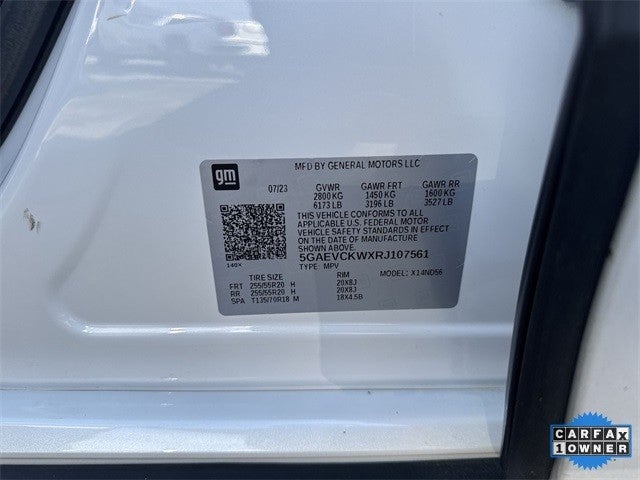 gm
MFD BY GENERAL MOTORS LLC
07/23 GVWR GAWR FRT GAWR RR
2800 KG 1450 KG 1600 KG
6173 LB 3196 LB 3527 LB
THIS VEHICLE CONFORMS TO ALL
APPLICABLE U.S. FEDERAL MOTOR
VEHICLE SAFETY STANDARDS IN
EFFECT ON THE DATE OF MANUFACTURE
SHOWN ABOVE.
5GAEVCKWXRJ107561
140X TYPE: MPV MODEL: X14ND56
TIRE SIZE RIM
FRT 255/55R20 H 20X8J
RR 255/55R20 H 20X8J
SPA T135/70R18 M 18X4.5B
CARFAX
1 OWNER